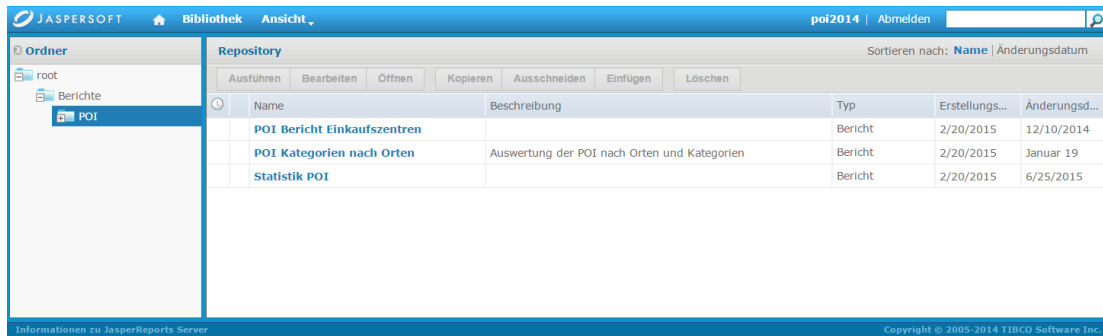 JASPERSOFT Bibliothek Ansicht poi2014 | Abmelden
Ordner
root
Berichte
POI
Repository Sortieren nach: Name | Änderungsdatum
Ausführen Bearbeiten Öffnen Kopieren Ausschneiden Einfügen Löschen
Name Beschreibung Typ Erstellungs... Änderungsd...
POI Bericht Einkaufszentren Bericht 2/20/2015 12/10/2014
POI Kategorien nach Orten Auswertung der POI nach Orten und Kategorien Bericht 2/20/2015 Januar 19
Statistik POI Bericht 2/20/2015 6/25/2015
Informationen zu JasperReports Server Copyright © 2005-2014 TIBCO Software Inc.